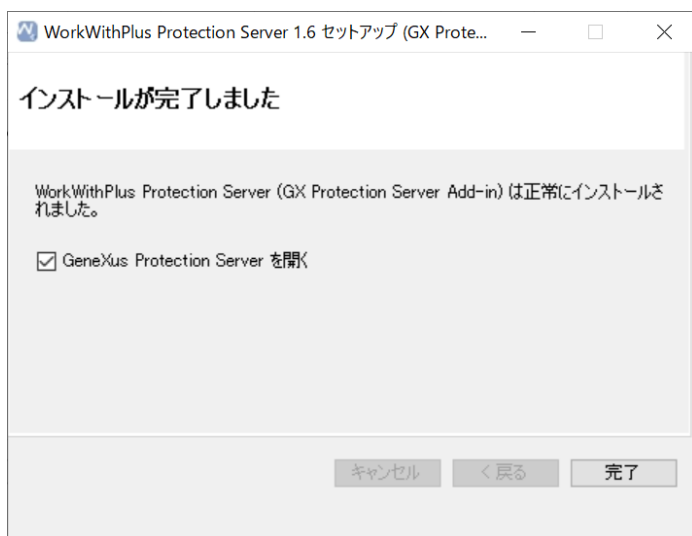 WorkWithPlus Protection Server 1.6 セットアップ (GX Prote...
インストールが完了しました
WorkWithPlus Protection Server (GX Protection Server Add-in) は正常にインストールさ
れました。
GeneXus Protection Server を開く
キャンセル
< 戻る
完了